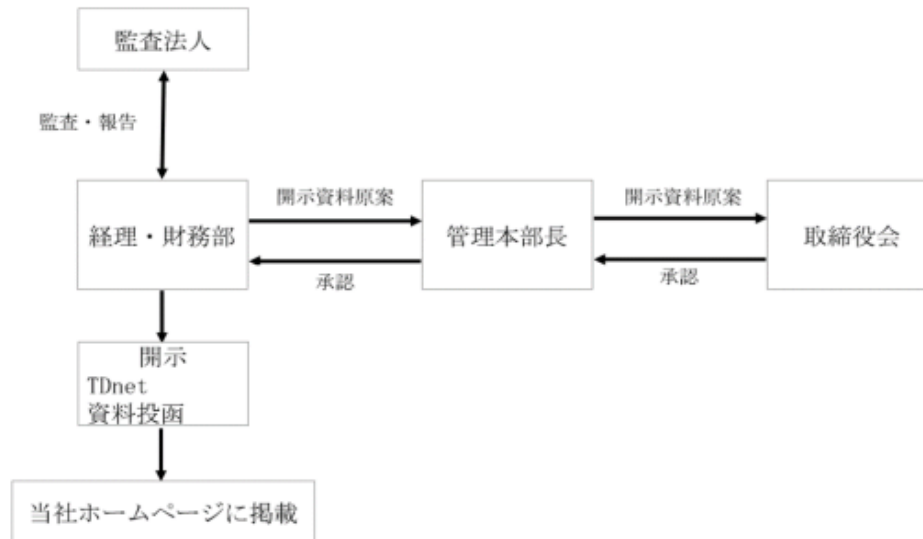 監査法人
監査・報告
開示資料原案
開示資料原案
経理・財務部
管理本部長
取締役会
承認
承認
開示
TDnet
資料投函
当社ホームページに掲載